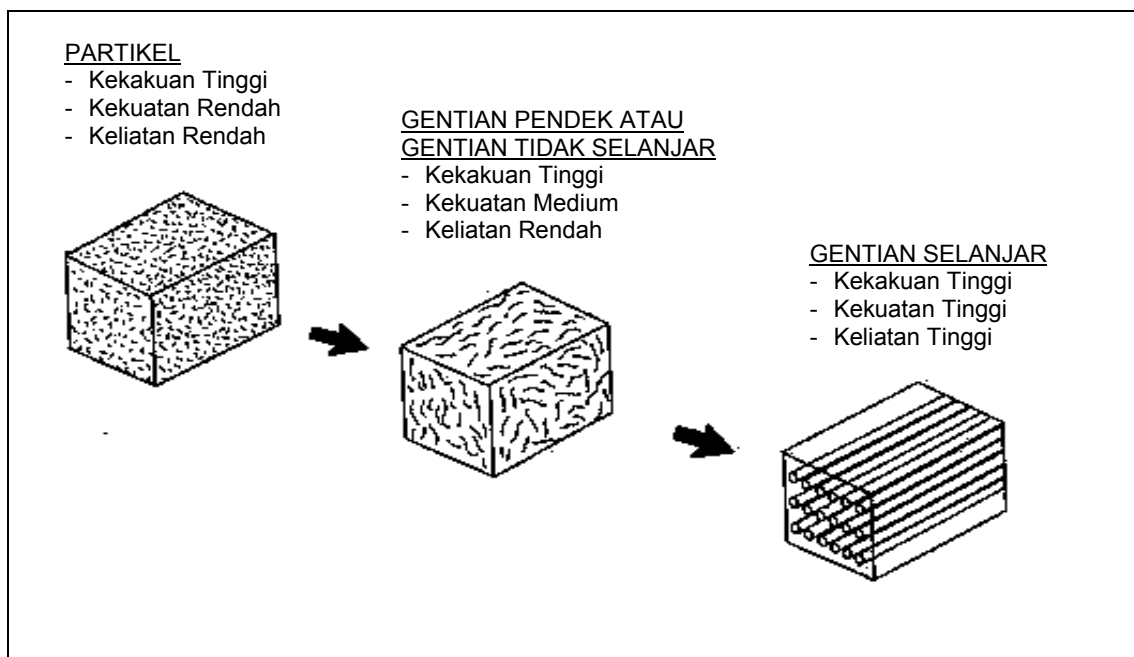 PARTIKEL
- Kekakuan Tinggi
- Kekuatan Rendah
- Keliatan Rendah
GENTIAN PENDEK ATAU
GENTIAN TIDAK SELANJAR
- Kekakuan Tinggi
- Kekuatan Medium
- Keliatan Rendah
GENTIAN SELANJAR
- Kekakuan Tinggi
- Kekuatan Tinggi
- Keliatan Tinggi